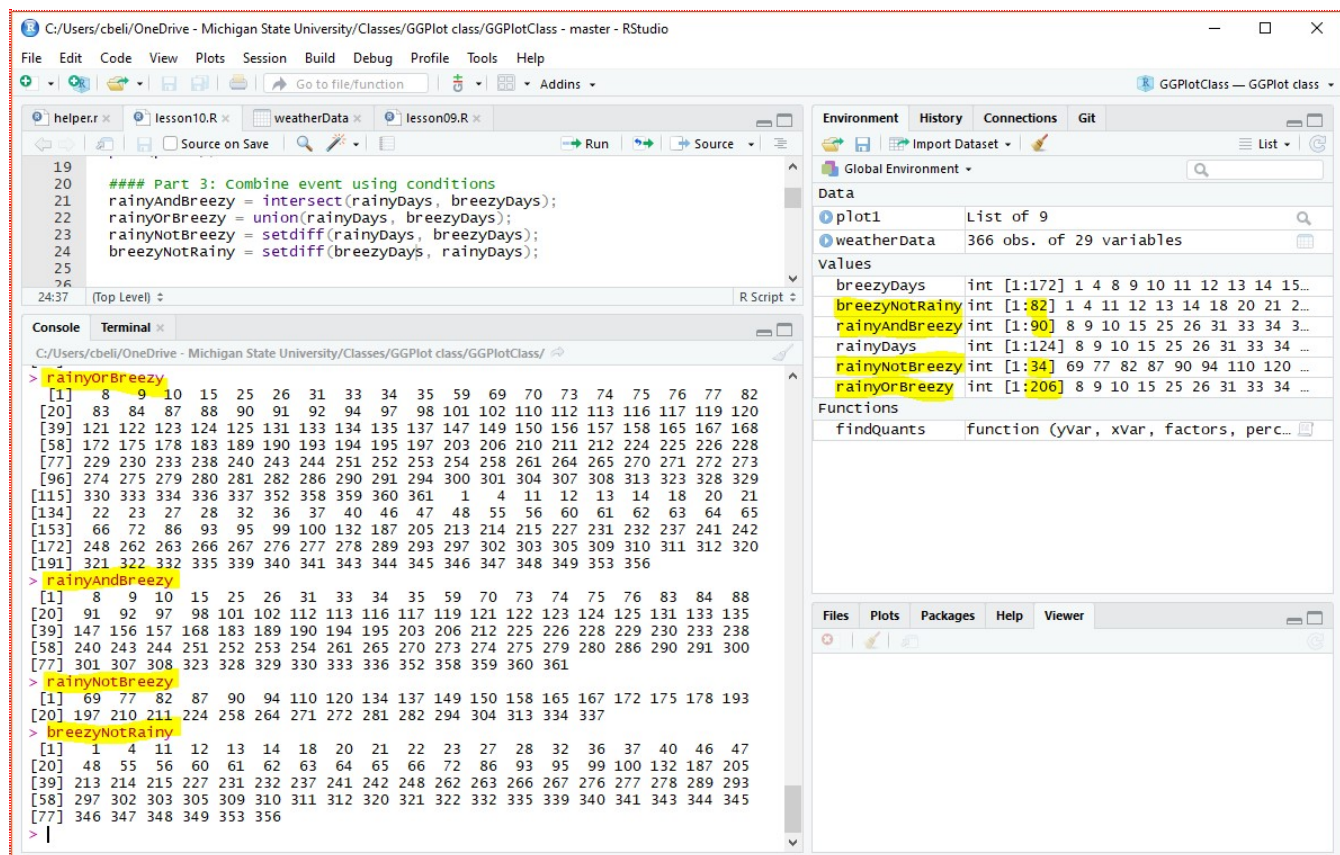 C:/Users/cbeli/OneDrive - Michigan State University/Classes/GGPlot class/GGPlotClass - master - RStudio
File Edit Code View Plots Session Build Debug Profile Tools Help
Go to file/function Addins GGPlotClass — GGPlot class
helper.r lesson10.R weatherData lesson09.R
Source on Save Run Source
19
20 #### Part 3: Combine event using conditions
21 rainyAndBreezy = intersect(rainyDays, breezyDays);
22 rainyOrBreezy = union(rainyDays, breezyDays);
23 rainyNotBreezy = setdiff(rainyDays, breezyDays);
24 breezyNotRainy = setdiff(breezyDays, rainyDays);
25
26
24:37 (Top Level) R Script
Console Terminal
C:/Users/cbeli/OneDrive - Michigan State University/Classes/GGPlot class/GGPlotClass/
> rainyOrBreezy
[1] 8 9 10 15 25 26 31 33 34 35 59 69 70 73 74 75 76 77 82
[20] 83 84 87 88 90 91 92 94 97 98 101 102 110 112 113 116 117 119 120
[39] 121 122 123 124 125 131 133 134 135 137 147 149 150 156 157 158 165 167 168
[58] 172 175 178 183 189 190 193 194 195 197 203 206 210 211 212 224 225 226 228
[77] 229 230 233 238 240 243 244 251 252 253 254 258 261 264 265 270 271 272 273
[96] 274 275 279 280 281 282 286 290 291 294 300 301 304 307 308 313 323 328 329
[115] 330 333 334 336 337 352 358 359 360 361 1 4 11 12 13 14 18 20 21
[134] 22 23 27 28 32 36 37 40 46 47 48 55 56 60 61 62 63 64 65
[153] 66 72 86 93 95 99 100 132 187 205 213 214 215 227 231 232 237 241 242
[172] 248 262 263 266 267 276 277 278 289 293 297 302 303 305 309 310 311 312 320
[191] 321 322 332 335 339 340 341 343 344 345 346 347 348 349 353 356
> rainyAndBreezy
[1] 8 9 10 15 25 26 31 33 34 35 59 70 73 74 75 76 83 84 88
[20] 91 92 97 98 101 102 112 113 116 117 119 121 122 123 124 125 131 133 135
[39] 147 156 157 168 183 189 190 194 195 203 206 212 225 226 228 229 230 233 238
[58] 240 243 244 251 252 253 254 261 265 270 273 274 275 279 280 286 290 291 300
[77] 301 307 308 323 328 329 330 333 336 352 358 359 360 361
> rainyNotBreezy
[1] 69 77 82 87 90 94 110 120 134 137 149 150 158 165 167 172 175 178 193
[20] 197 210 211 224 258 264 271 272 281 282 294 304 313 334 337
> breezyNotRainy
[1] 1 4 11 12 13 14 18 20 21 22 23 27 28 32 36 37 40 46 47
[20] 48 55 56 60 61 62 63 64 65 66 72 86 93 95 99 100 132 187 205
[39] 213 214 215 227 231 232 237 241 242 248 262 263 266 267 276 277 278 289 293
[58] 297 302 303 305 309 310 311 312 320 321 322 332 335 339 340 341 343 344 345
[77] 346 347 348 349 353 356
>
Environment History Connections Git
Import Dataset List
Global Environment
Data
plot1 List of 9
weatherData 366 obs. of 29 variables
Values
breezyDays int [1:172] 1 4 8 9 10 11 12 13 14 15…
breezyNotRainy int [1:82] 1 4 11 12 13 14 18 20 21 2…
rainyAndBreezy int [1:90] 8 9 10 15 25 26 31 33 34 3…
rainyDays int [1:124] 8 9 10 15 25 26 31 33 34 …
rainyNotBreezy int [1:34] 69 77 82 87 90 94 110 120 …
rainyOrBreezy int [1:206] 8 9 10 15 25 26 31 33 34 …
Functions
findQuants function (yVar, xVar, factors, perc…
Files Plots Packages Help Viewer